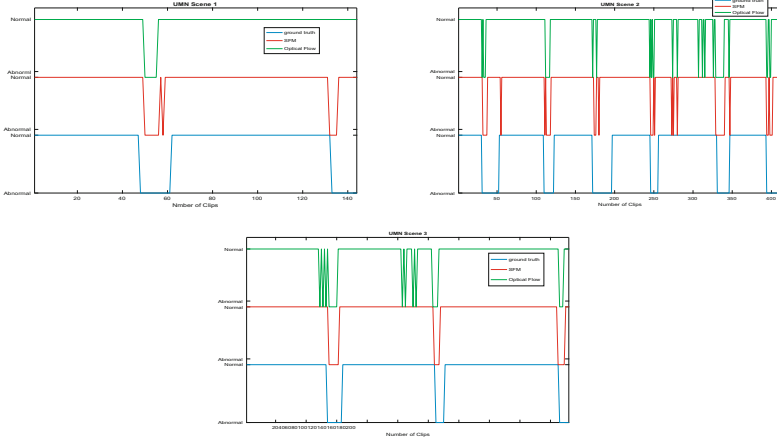 UMN Scene 1
Normal
Abnorml
Normal
Abnormal
Normal
Abnormal
ground truth
SFM
Optical Flow
20 40 60 80 100 120 140
Nmber of Clips
UMN Scene 2
Normal
Abnormal
Normal
Abnormal
Normal
Abnormal
SFM
Optical Flow
50 100 150 200 250 300 350 400
Number of Clips
UMN Scene 3
Normal
Abnormal
Normal
Abnormal
Normal
Abnormal
ground truth
SFM
Optical Flow
20406080100120140160180200
Number of Clips